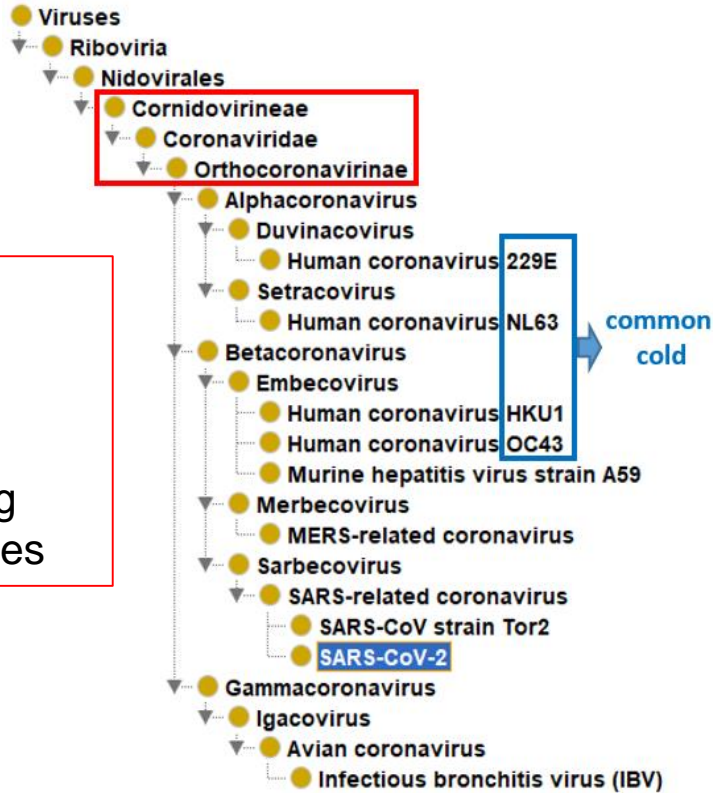 Viruses
Riboviria
Nidovirales
Cornidovirineae
Coronaviridae
Orthocoronavirinae
Alphacoronavirus
Duvinacovirus
Human coronavirus 229E
Setracovirus
Human coronavirus NL63
common
cold
Betacoronavirus
Embecovirus
Human coronavirus HKU1
Human coronavirus OC43
Murine hepatitis virus strain A59
Merbecovirus
MERS-related coronavirus
Sarbecovirus
SARS-related coronavirus
SARS-CoV strain Tor2
SARS-CoV-2
Gammacoronavirus
Igacovirus
Avian coronavirus
Infectious bronchitis virus (IBV)